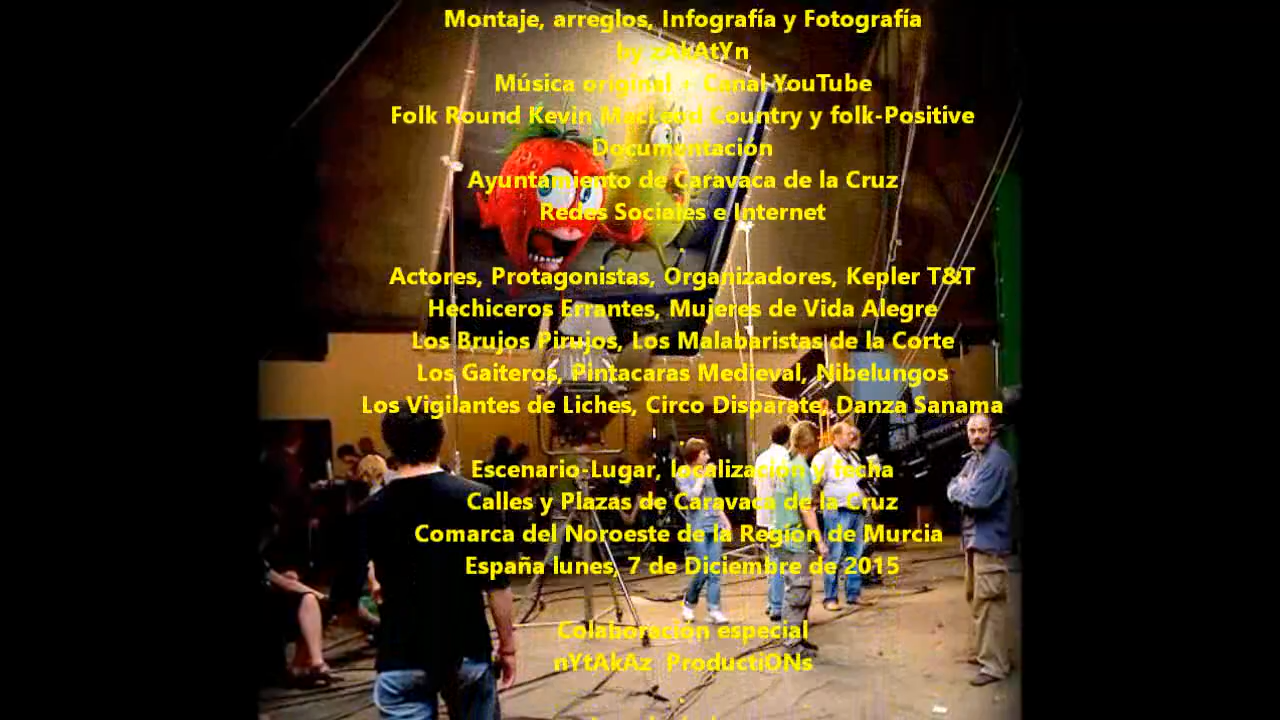 Montaje, arreglos, Infografía y Fotografía
by zAkAtYn
Música original + Canal YouTube
Folk Round Kevin MacLeod Country y folk-Positive
Documentación
Ayuntamiento de Caravaca de la Cruz
Redes Sociales e Internet
.
Actores, Protagonistas, Organizadores, Kepler T&T
Hechiceros Errantes, Mujeres de Vida Alegre
Los Brujos Pirujos, Los Malabaristas de la Corte
Los Gaiteros, Pintacaras Medieval, Nibelungos
Los Vigilantes de Liches, Circo Disparate, Danza Sanama
.
Escenario-Lugar, localización y fecha
Calles y Plazas de Caravaca de la Cruz
Comarca del Noroeste de la Región de Murcia
España lunes, 7 de Diciembre de 2015
.
Colaboración especial
nYtAkAz ProductiONs
.